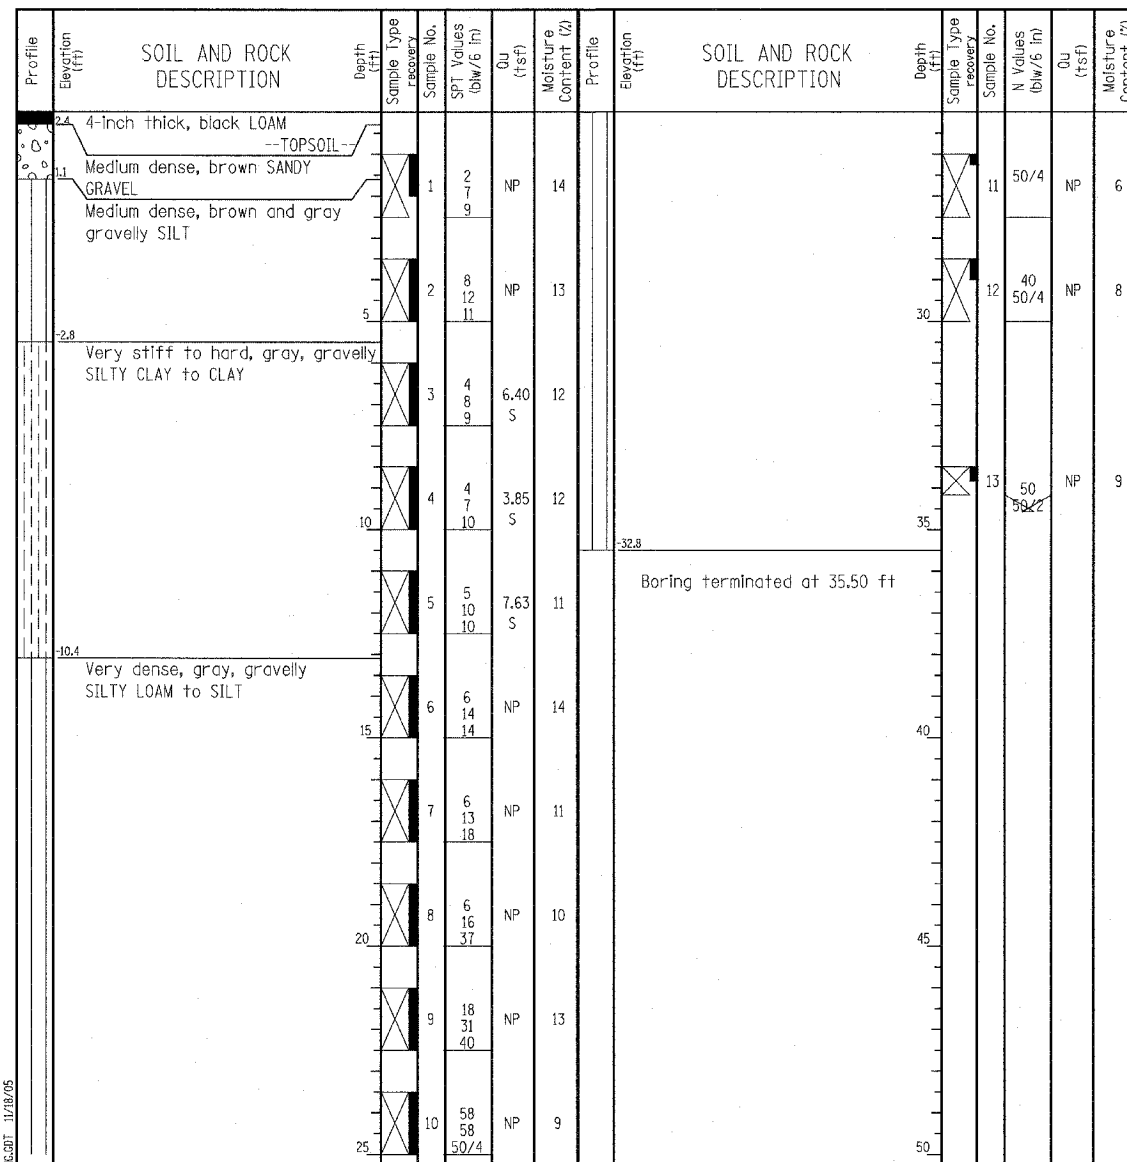 Profile
Elevation (ft)
SOIL AND ROCK
DESCRIPTION
Depth (ft)
Sample Type
recovery
Sample No.
SPT Values
(blw/6 in)
Qu
(tsf)
Moisture
Content (%)
Profile
Elevation (ft)
SOIL AND ROCK
DESCRIPTION
Depth (ft)
Sample Type
recovery
Sample No.
N Values
(blw/6 in)
Qu
(tsf)
Moisture
Content (%)
2.4 4-inch thick, black LOAM
--TOPSOIL--
1.1 Medium dense, brown SANDY
GRAVEL
Medium dense, brown and gray
gravelly SILT
1
2
7
9
NP
14
2
8
12
11
NP
13
5
-2.8
Very stiff to hard, gray, gravelly
SILTY CLAY to CLAY
3
4
8
9
6.40
S
12
4
4
7
10
3.85
S
12
10
5
5
10
10
7.63
S
11
-10.4
Very dense, gray, gravelly
SILTY LOAM to SILT
6
6
14
14
NP
14
15
7
6
13
18
NP
11
8
6
16
37
NP
10
20
9
18
31
40
NP
13
10
58
58
50/4
NP
9
25
11
50/4
NP
6
12
40
50/4
NP
8
30
13
50
50/2
NP
9
35
-32.8
Boring terminated at 35.50 ft
40
45
50
G.GDT 11/18/05